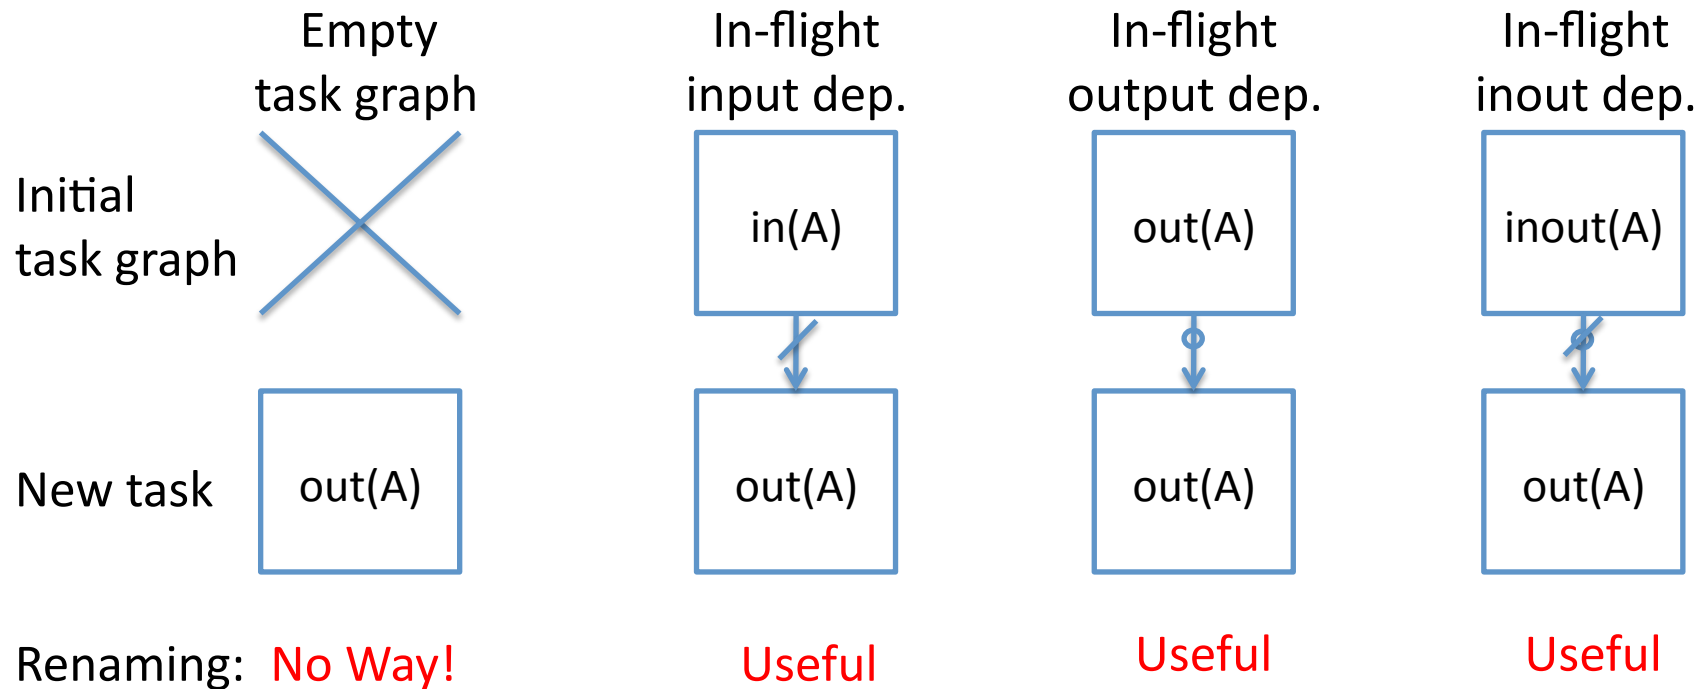 Empty
task graph
In-flight
input dep.
In-flight
output dep.
In-flight
inout dep.
Initial
task graph
in(A)
out(A)
inout(A)
New task
out(A)
out(A)
out(A)
out(A)
Renaming:
No Way!
Useful
Useful
Useful